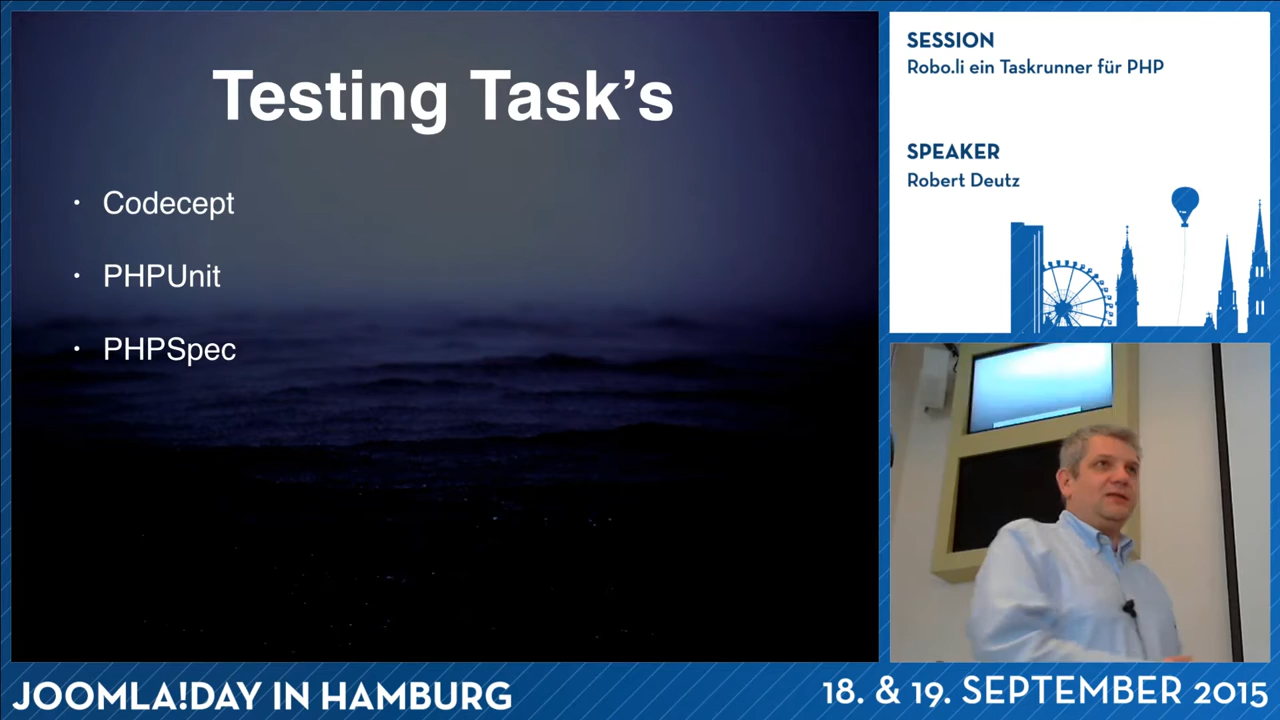 Testing Task’s
• Codecept
• PHPUnit
• PHPSpec
SESSION
Robo.li ein Taskrunner für PHP
SPEAKER
Robert Deutz
JOOMLA!DAY IN HAMBURG
18. & 19. SEPTEMBER 2015